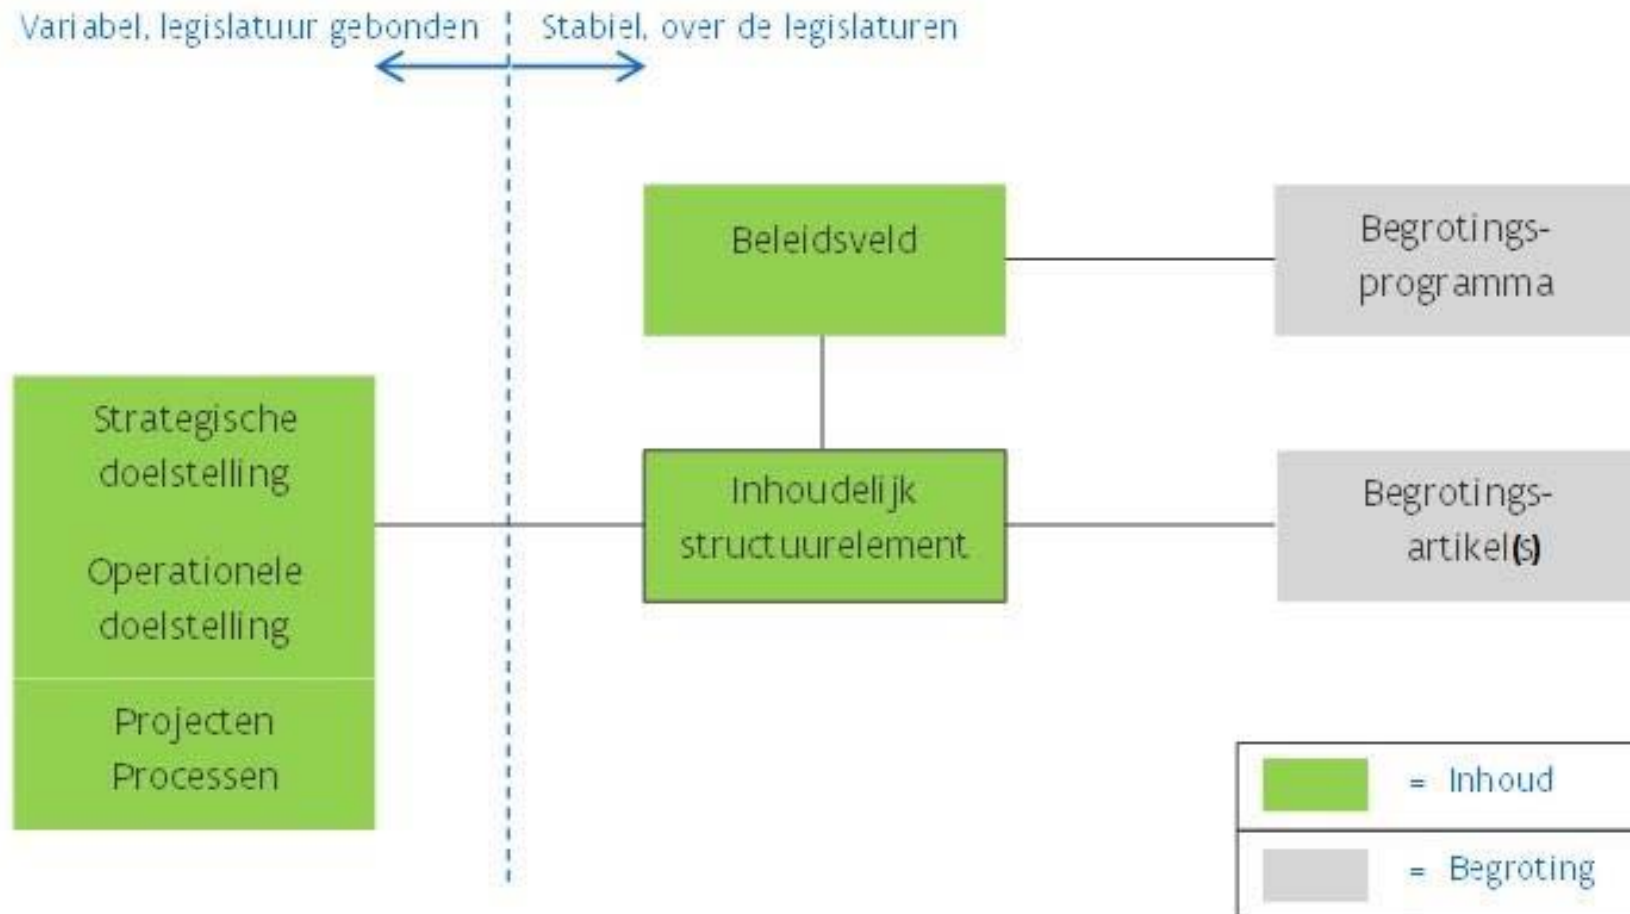 Variabel, legislatuur gebonden
Stabiel, over de legislaturen
Beleidsveld
Begrotings-
programma
Strategische
doelstelling
Operationele
doelstelling
Projecten
Processen
Inhoudelijk
structuurelement
Begrotings-
artikel(s)
= Inhoud
= Begroting